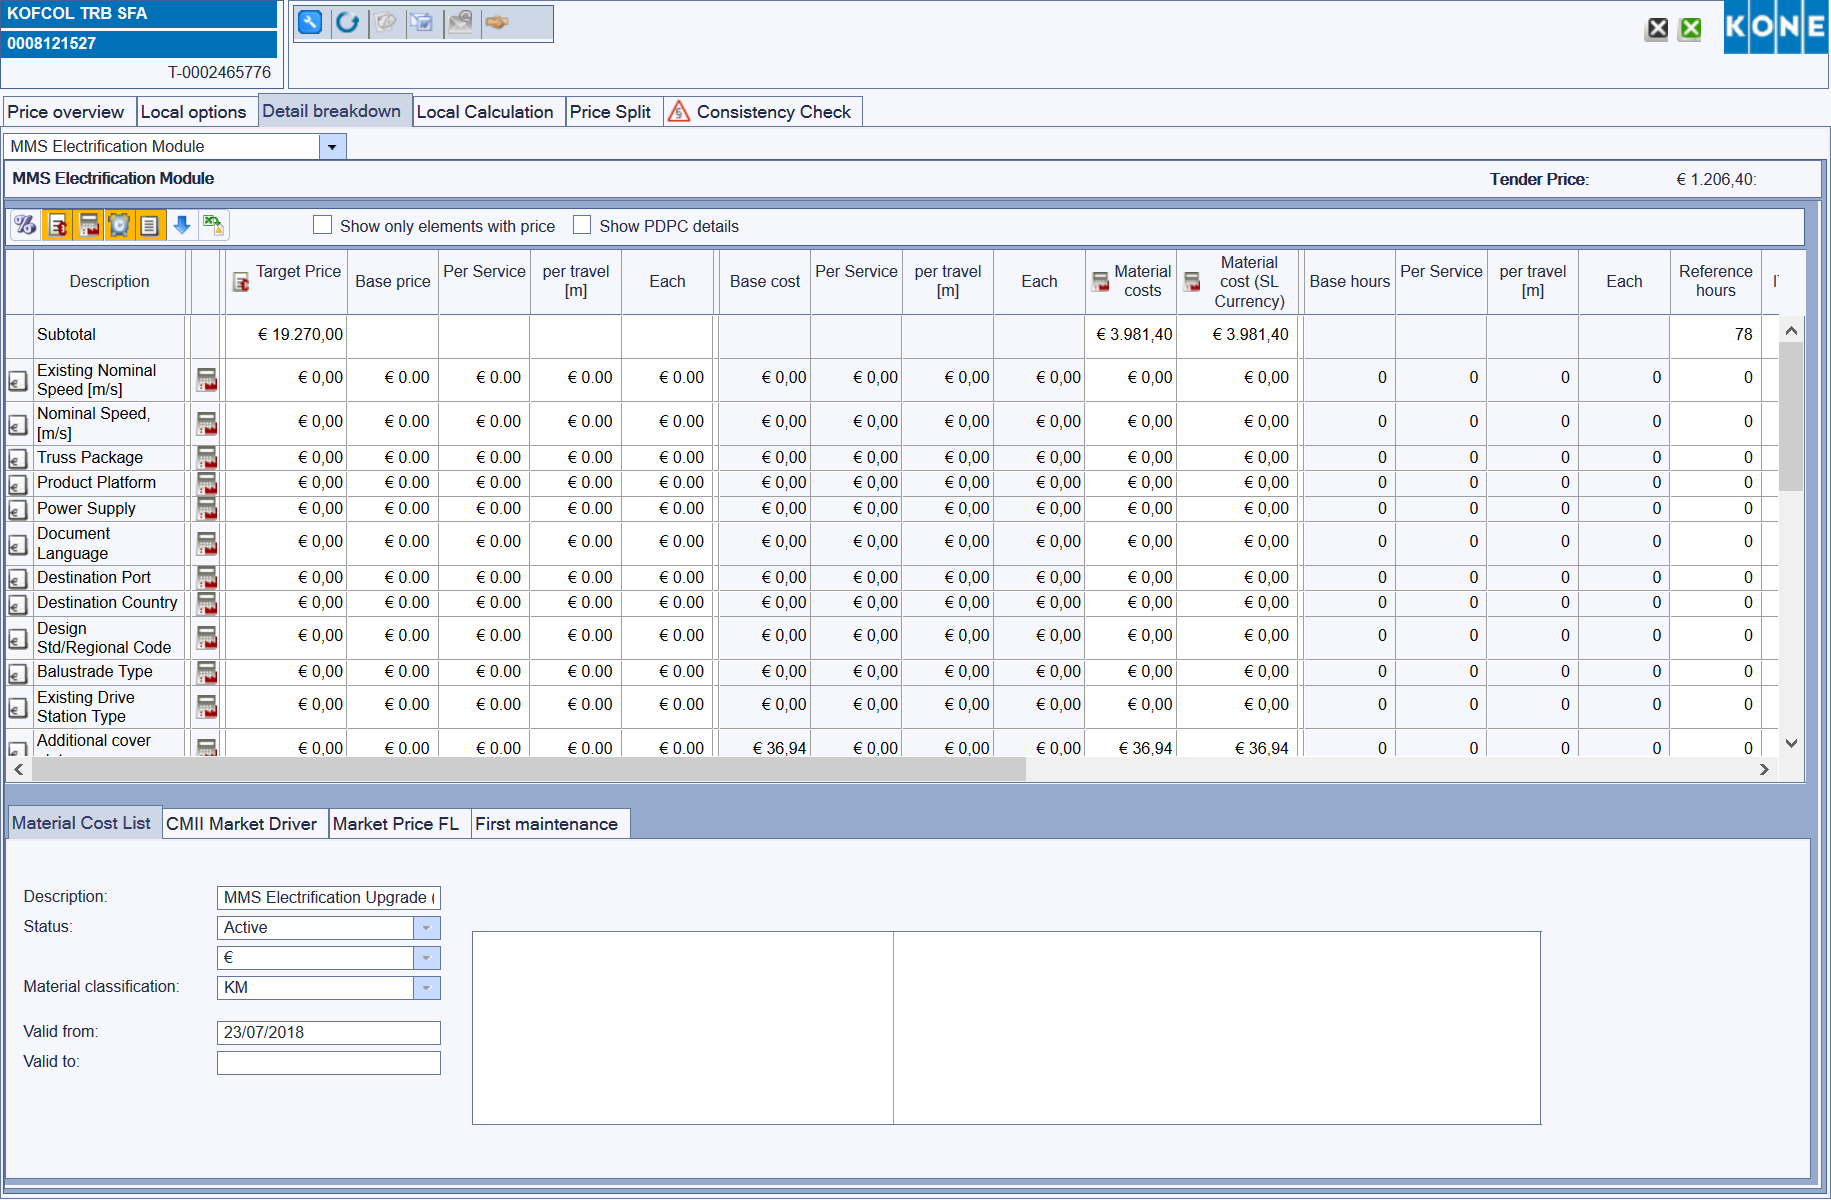 KOFCOL TRB SFA
0008121527
T-0002465776
KONE
Price overview Local options Detail breakdown Local Calculation Price Split Consistency Check
MMS Electrification Module
MMS Electrification Module Tender Price: € 1.206,40:
Show only elements with price Show PDPC details
Description Target Price Base price Per Service per travel [m] Each Base cost Per Service per travel [m] Each Material costs Material cost (SL Currency) Base hours Per Service per travel [m] Each Reference hours
Subtotal € 19.270,00 € 3.981,40 € 3.981,40 78
Existing Nominal Speed [m/s] € 0,00 € 0.00 € 0.00 € 0.00 € 0.00 € 0,00 € 0,00 € 0,00 € 0,00 € 0,00 € 0,00 0 0 0 0 0
Nominal Speed, [m/s] € 0,00 € 0.00 € 0.00 € 0.00 € 0.00 € 0,00 € 0,00 € 0,00 € 0,00 € 0,00 € 0,00 0 0 0 0 0
Truss Package € 0,00 € 0.00 € 0.00 € 0.00 € 0.00 € 0,00 € 0,00 € 0,00 € 0,00 € 0,00 € 0,00 0 0 0 0 0
Product Platform € 0,00 € 0.00 € 0.00 € 0.00 € 0.00 € 0,00 € 0,00 € 0,00 € 0,00 € 0,00 € 0,00 0 0 0 0 0
Power Supply € 0,00 € 0.00 € 0.00 € 0.00 € 0.00 € 0,00 € 0,00 € 0,00 € 0,00 € 0,00 € 0,00 0 0 0 0 0
Document Language € 0,00 € 0.00 € 0.00 € 0.00 € 0.00 € 0,00 € 0,00 € 0,00 € 0,00 € 0,00 € 0,00 0 0 0 0 0
Destination Port € 0,00 € 0.00 € 0.00 € 0.00 € 0.00 € 0,00 € 0,00 € 0,00 € 0,00 € 0,00 € 0,00 0 0 0 0 0
Destination Country € 0,00 € 0.00 € 0.00 € 0.00 € 0.00 € 0,00 € 0,00 € 0,00 € 0,00 € 0,00 € 0,00 0 0 0 0 0
Design Std/Regional Code € 0,00 € 0.00 € 0.00 € 0.00 € 0.00 € 0,00 € 0,00 € 0,00 € 0,00 € 0,00 € 0,00 0 0 0 0 0
Balustrade Type € 0,00 € 0.00 € 0.00 € 0.00 € 0.00 € 0,00 € 0,00 € 0,00 € 0,00 € 0,00 € 0,00 0 0 0 0 0
Existing Drive Station Type € 0,00 € 0.00 € 0.00 € 0.00 € 0.00 € 0,00 € 0,00 € 0,00 € 0,00 € 0,00 € 0,00 0 0 0 0 0
Additional cover € 0,00 € 0.00 € 0.00 € 0.00 € 0.00 € 36,94 € 0,00 € 0,00 € 0,00 € 36,94 € 36,94 0 0 0 0 0
Material Cost List CMII Market Driver Market Price FL First maintenance
Description: MMS Electrification Upgrade (
Status: Active
€
Material classification: KM
Valid from: 23/07/2018
Valid to: